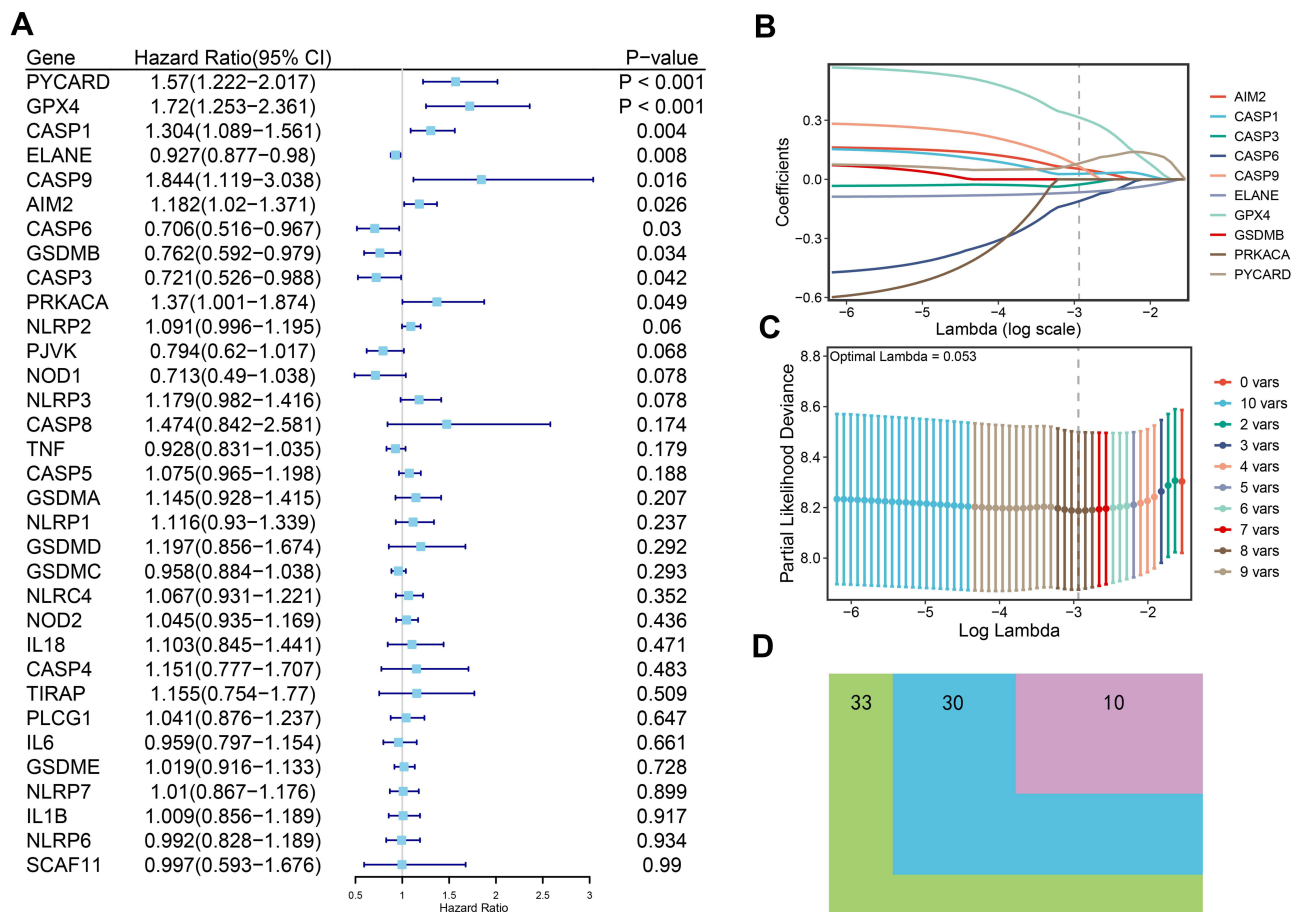 A
Gene Hazard Ratio(95% CI) P−value
PYCARD 1.57(1.222−2.017) P < 0.001
GPX4 1.72(1.253−2.361) P < 0.001
CASP1 1.304(1.089−1.561) 0.004
ELANE 0.927(0.877−0.98) 0.008
CASP9 1.844(1.119−3.038) 0.016
AIM2 1.182(1.02−1.371) 0.026
CASP6 0.706(0.516−0.967) 0.03
GSDMB 0.762(0.592−0.979) 0.034
CASP3 0.721(0.526−0.988) 0.042
PRKACA 1.37(1.001−1.874) 0.049
NLRP2 1.091(0.996−1.195) 0.06
PJVK 0.794(0.62−1.017) 0.068
NOD1 0.713(0.49−1.038) 0.078
NLRP3 1.179(0.982−1.416) 0.078
CASP8 1.474(0.842−2.581) 0.174
TNF 0.928(0.831−1.035) 0.179
CASP5 1.075(0.965−1.198) 0.188
GSDMA 1.145(0.928−1.415) 0.207
NLRP1 1.116(0.93−1.339) 0.237
GSDMD 1.197(0.856−1.674) 0.292
GSDMC 0.958(0.884−1.038) 0.293
NLRC4 1.067(0.931−1.221) 0.352
NOD2 1.045(0.935−1.169) 0.436
IL18 1.103(0.845−1.441) 0.471
CASP4 1.151(0.777−1.707) 0.483
TIRAP 1.155(0.754−1.77) 0.509
PLCG1 1.041(0.876−1.237) 0.647
IL6 0.959(0.797−1.154) 0.661
GSDME 1.019(0.916−1.133) 0.728
NLRP7 1.01(0.867−1.176) 0.899
IL1B 1.009(0.856−1.189) 0.917
NLRP6 0.992(0.828−1.189) 0.934
SCAF11 0.997(0.593−1.676) 0.99
0.5 1 1.5 2 2.5 3
Hazard Ratio
B
Coefficients
0.3
0.0
−0.3
−0.6
−6 −5 −4 −3 −2
Lambda (log scale)
AIM2
CASP1
CASP3
CASP6
CASP9
ELANE
GPX4
GSDMB
PRKACA
PYCARD
C
Partial Likelihood Deviance
Optimal Lambda = 0.053
8.8
8.6
8.4
8.2
8.0
−6 −5 −4 −3 −2
Log Lambda
0 vars
10 vars
2 vars
3 vars
4 vars
5 vars
6 vars
7 vars
8 vars
9 vars
D
33 30 10